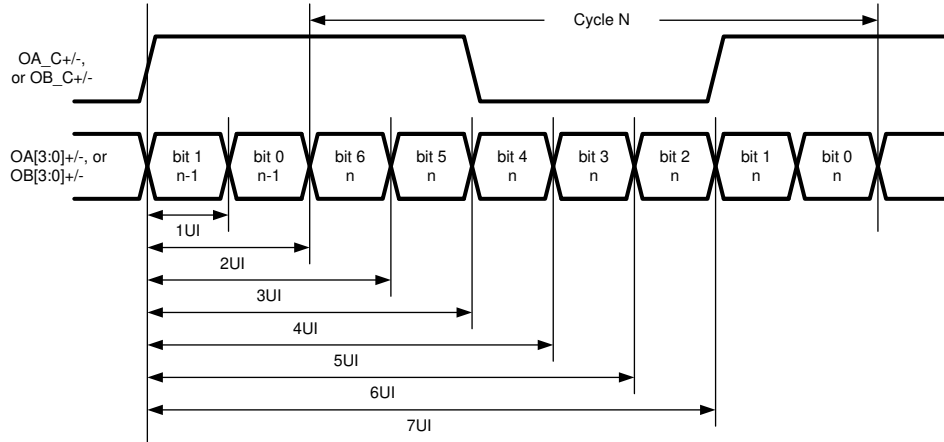 Cycle N
OA_C+/-,
or OB_C+/-
OA[3:0]+/-, or
OB[3:0]+/-
bit 1
n-1
bit 0
n-1
bit 6
n
bit 5
n
bit 4
n
bit 3
n
bit 2
n
bit 1
n
bit 0
n
1UI
2UI
3UI
4UI
5UI
6UI
7UI